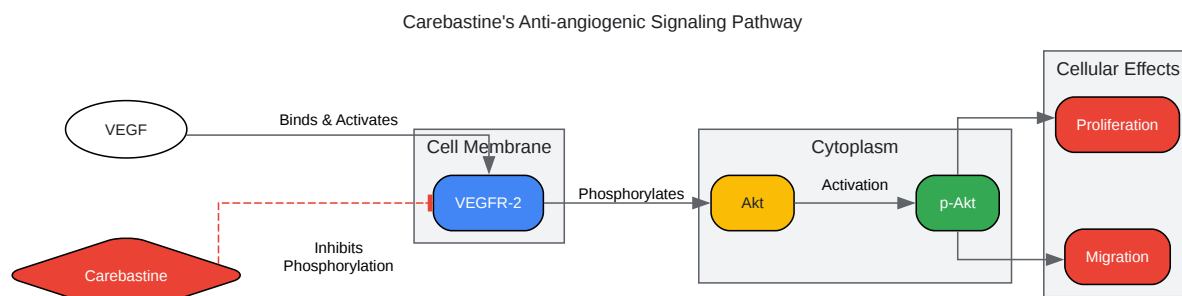 Carebastine's Anti-angiogenic Signaling Pathway
Cellular Effects
VEGF
Binds & Activates
Cell Membrane
Cytoplasm
Proliferation
VEGFR-2
Phosphorylates
Akt
Activation
p-Akt
Inhibits
Phosphorylation
Carebastine
Migration